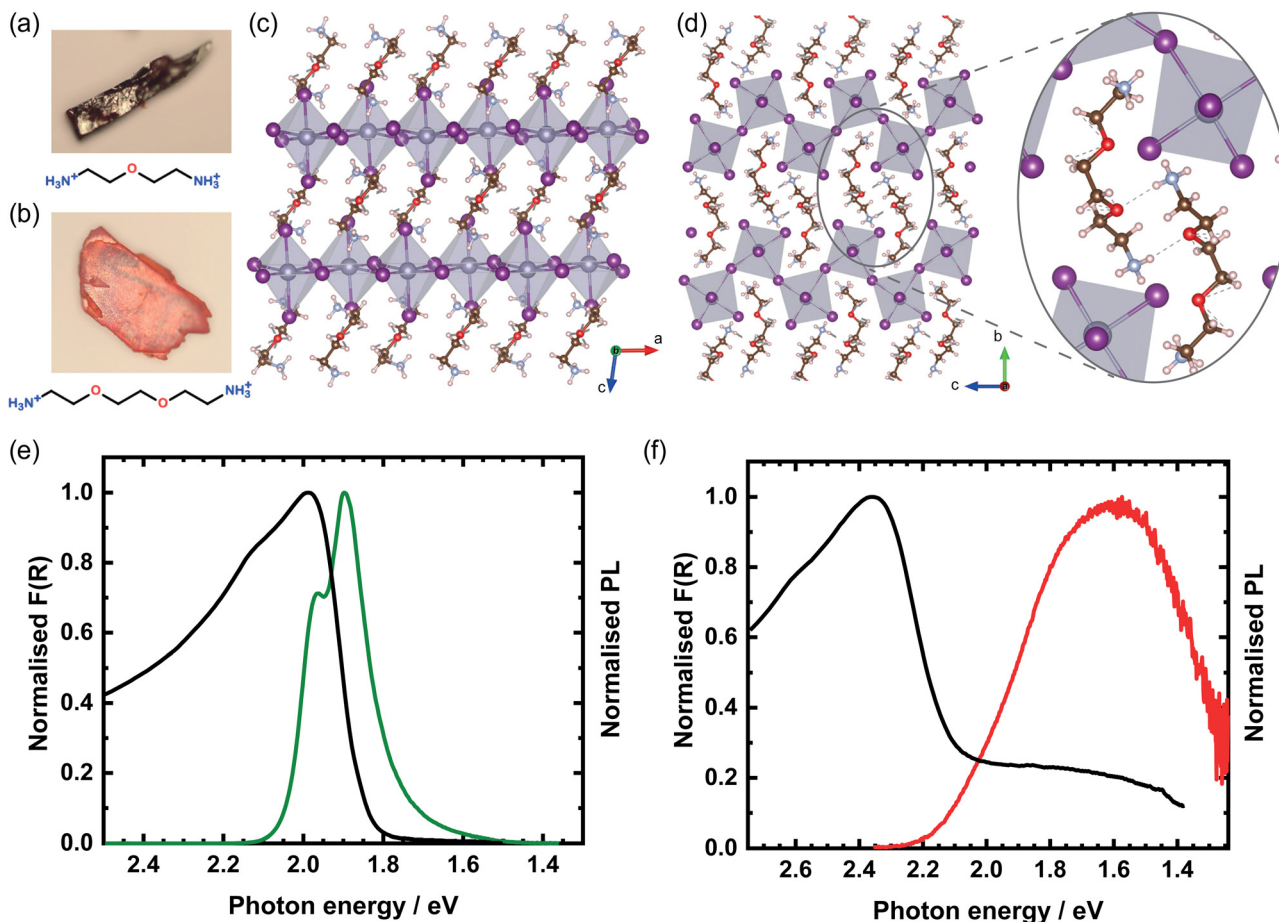 (a)
H₃N⁺ O NH₃⁺
(b)
H₃N⁺ O O NH₃⁺
(c)
b a
c
(d)
b
c a
(e)
Normalised F(R)
1.0
0.8
0.6
0.4
0.2
0.0
2.4 2.2 2.0 1.8 1.6 1.4
Photon energy / eV
Normalised PL
(f)
Normalised F(R)
1.0
0.8
0.6
0.4
0.2
0.0
2.6 2.4 2.2 2.0 1.8 1.6 1.4
Photon energy / eV
Normalised PL